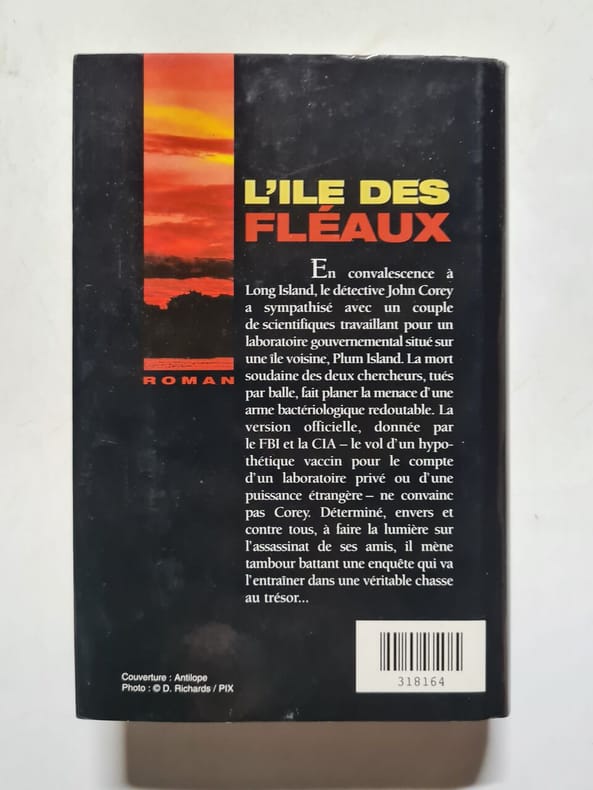 L'ILE DES
FLÉAUX
En convalescence à
Long Island, le détective John Corey
a sympathisé avec un couple
de scientifiques travaillant pour un
laboratoire gouvernemental situé sur
une île voisine, Plum Island. La mort
soudaine des deux chercheurs, tués
par balle, fait planer la menace d'une
arme bactériologique redoutable. La
version officielle, donnée par
le FBI et la CIA – le vol d'un hypo-
thétique vaccin pour le compte
d'un laboratoire privé ou d'une
puissance étrangère – ne convainc
pas Corey. Déterminé, envers et
contre tous, à faire la lumière sur
l'assassinat de ses amis, il mène
tambour battant une enquête qui va
l'entraîner dans une véritable chasse
au trésor...
ROMAN
Couverture : Antilope
Photo : © D. Richards / PIX
318164